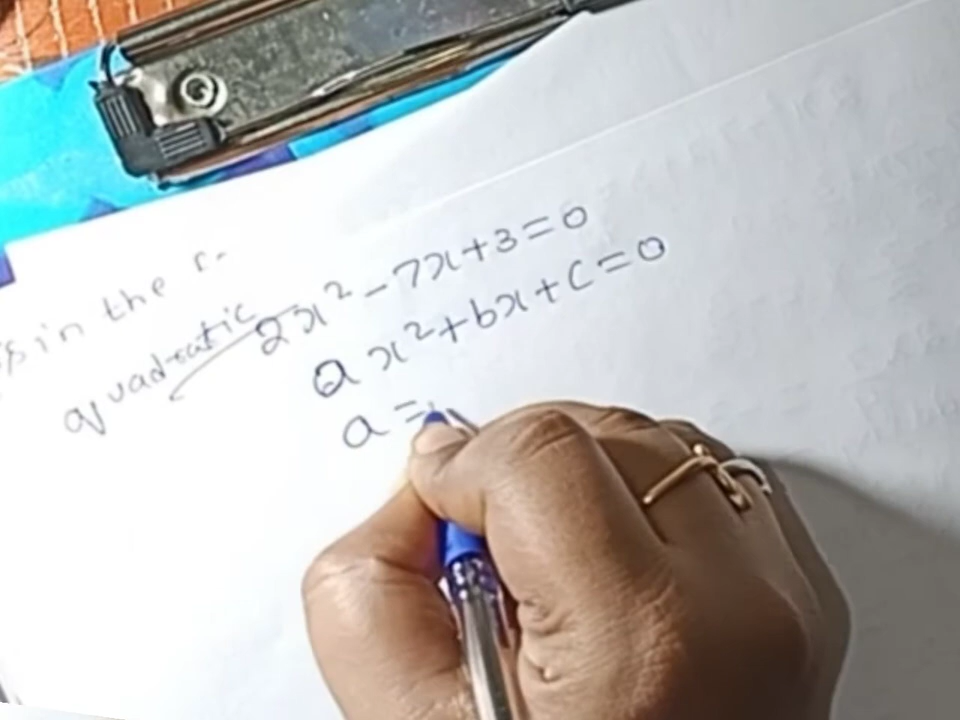 in the
quadratic
2x² - 7x + 3 = 0
ax² + bx + c = 0
a =